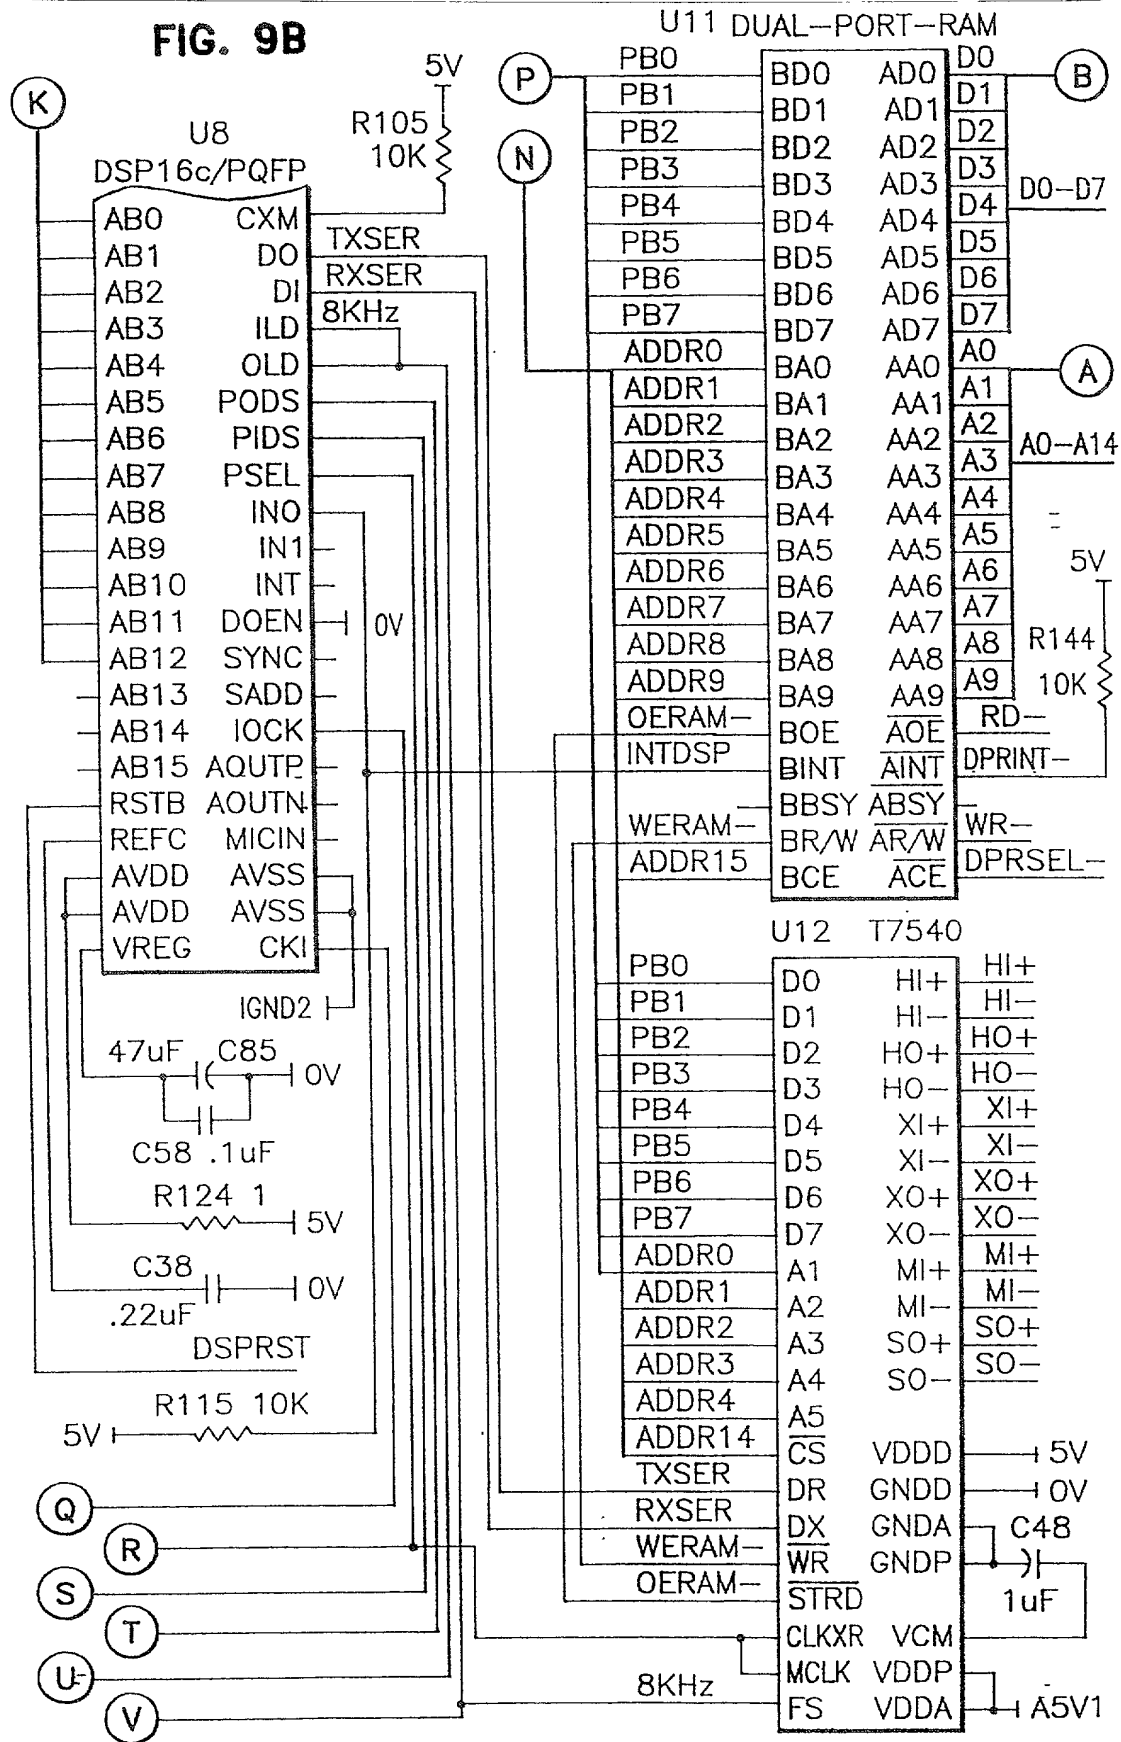 FIG. 9B
K
U8
DSP16c/PQFP
5V
R105
10K
AB0 CXM
AB1 DO TXSER
AB2 DI RXSER
AB3 ILD 8KHz
AB4 OLD
AB5 PODS
AB6 PIDS
AB7 PSEL
AB8 IN0
AB9 IN1
AB10 INT
AB11 DOEN 0V
AB12 SYNC
AB13 SADD
AB14 IOCK
AB15 AOUTP
RSTB AOUTN
REFC MICIN
AVDD AVSS
AVDD AVSS
VREG CKI
IGND2
47uF C85
0V
C58 .1uF
R124 1
5V
C38
.22uF
0V
DSPRST
R115 10K
5V
Q
R
S
T
U
V
U11 DUAL-PORT-RAM
P
N
B
A
PB0 BD0 AD0 D0
PB1 BD1 AD1 D1
PB2 BD2 AD2 D2
PB3 BD3 AD3 D3
PB4 BD4 AD4 D4
D0-D7
PB5 BD5 AD5 D5
PB6 BD6 AD6 D6
PB7 BD7 AD7 D7
ADDR0 BA0 AA0 A0
ADDR1 BA1 AA1 A1
ADDR2 BA2 AA2 A2
ADDR3 BA3 AA3 A3
A0-A14
ADDR4 BA4 AA4 A4
ADDR5 BA5 AA5 A5
ADDR6 BA6 AA6 A6
ADDR7 BA7 AA7 A7
ADDR8 BA8 AA8 A8
ADDR9 BA9 AA9 A9
5V
R144
10K
OERAM- BOE AOE RD-
INTDSP BINT AINT DPRINT-
BBSY ABSY
WERAM- BR/W AR/W WR-
ADDR15 BCE ACE DPRSEL-
U12 T7540
PB0 D0 HI+ HI+
PB1 D1 HI- HI-
PB2 D2 HO+ HO+
PB3 D3 HO- HO-
PB4 D4 XI+ XI+
PB5 D5 XI- XI-
PB6 D6 XO+ XO+
PB7 D7 XO- XO-
ADDR0 A1 MI+ MI+
ADDR1 A2 MI- MI-
ADDR2 A3 SO+ SO+
ADDR3 A4 SO- SO-
ADDR4 A5
ADDR14 CS VDDD 5V
TXSER DR GNDD 0V
RXSER DX GNDA C48
WERAM- WR GNDP
OERAM- STRD 1uF
CLKXR VCM
MCLK VDDP
8KHz FS VDDA A5V1